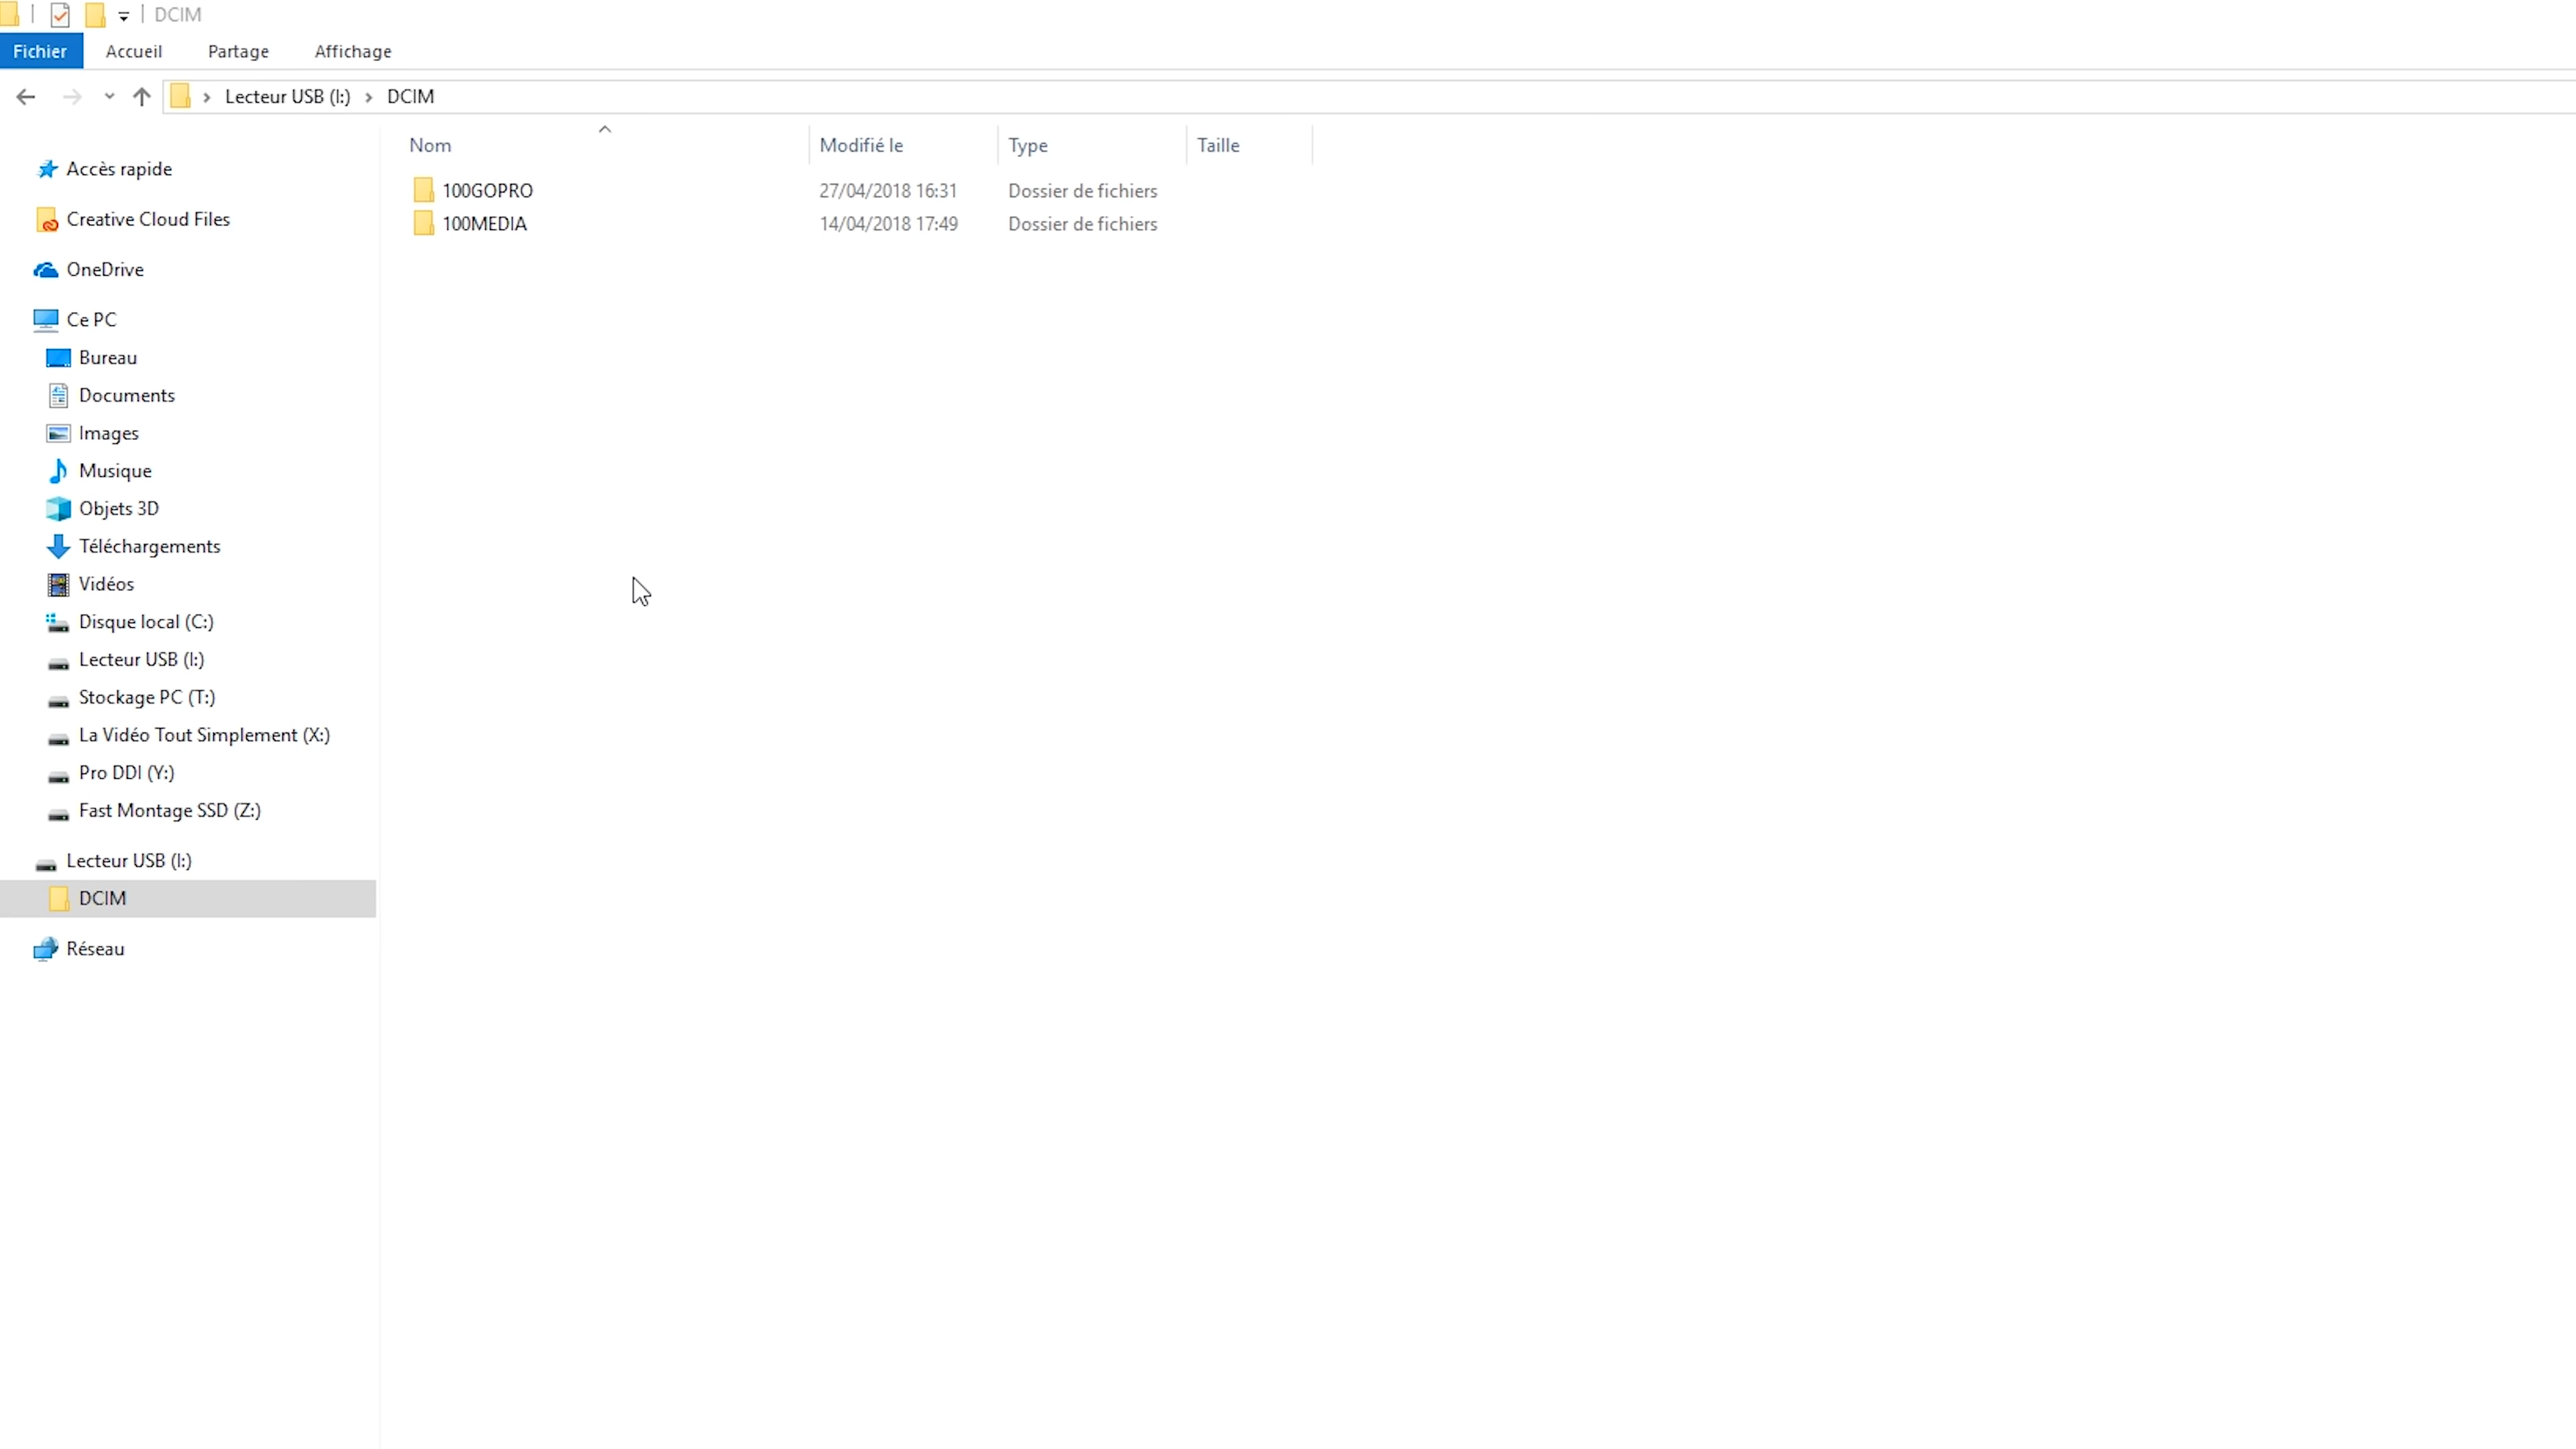 DCIM
Fichier Accueil Partage Affichage
Lecteur USB (I:) DCIM
Nom Modifié le Type Taille
100GOPRO 27/04/2018 16:31 Dossier de fichiers
100MEDIA 14/04/2018 17:49 Dossier de fichiers
Accès rapide
Creative Cloud Files
OneDrive
Ce PC
Bureau
Documents
Images
Musique
Objets 3D
Téléchargements
Vidéos
Disque local (C:)
Lecteur USB (I:)
Stockage PC (T:)
La Vidéo Tout Simplement (X:)
Pro DDI (Y:)
Fast Montage SSD (Z:)
Lecteur USB (I:)
DCIM
Réseau